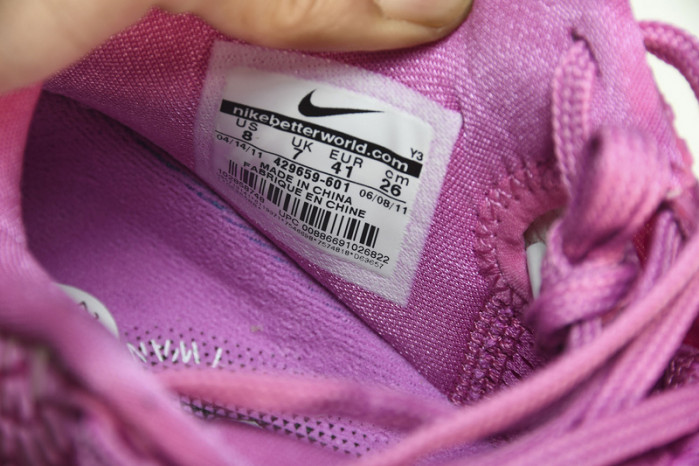 nikebetterworld.com
US UK EUR cm
8 7 41 26
Y3
04/14/11 429659-601 06/08/11
MADE IN CHINA
FABRIQUE EN CHINE
UPC 00886691026822